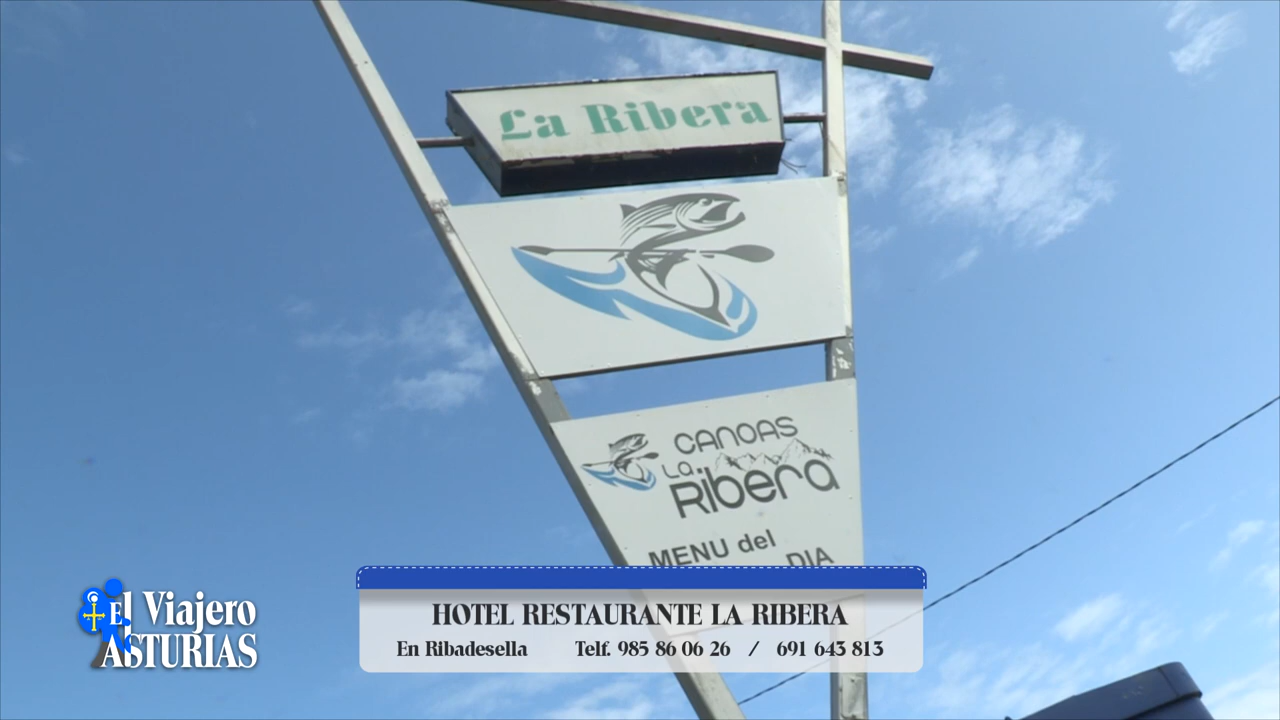 La Ribera
CANOAS
La
Ribera
MENU del
DIA
El Viajero
ASTURIAS
HOTEL RESTAURANTE LA RIBERA
En Ribadesella Telf. 985 86 06 26 / 691 643 813